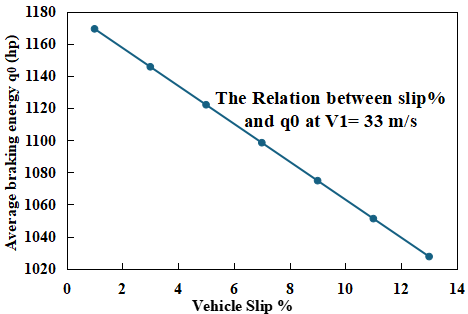 1180
1160
1140
1120
1100
1080
1060
1040
1020
Average braking energy q0 (hp)
The Relation between slip%
and q0 at V1= 33 m/s
0 2 4 6 8 10 12 14
Vehicle Slip %